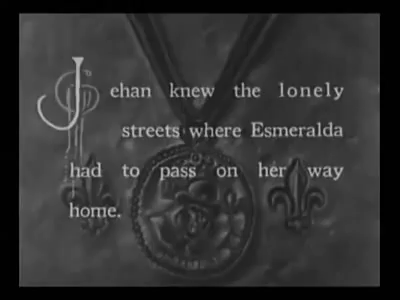 Jehan knew the lonely
streets where Esmeralda
had to pass on her way
home.